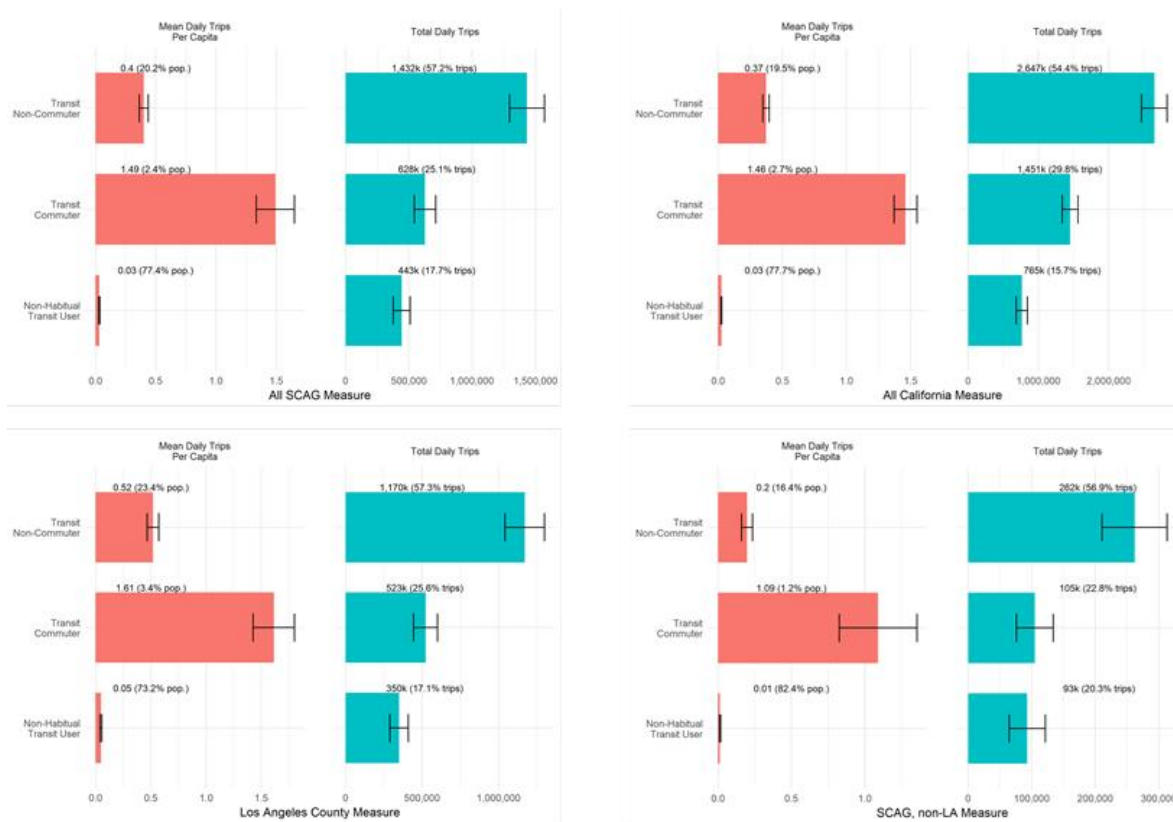 Mean Daily Trips
Per Capita
Total Daily Trips
0.4 (20.2% pop.)
1,432k (57.2% trips)
Transit
Non-Commuter
1.49 (2.4% pop.)
628k (25.1% trips)
Transit
Commuter
0.03 (77.4% pop.)
443k (17.7% trips)
Non-Habitual
Transit User
0.0 0.5 1.0 1.5 0 500,000 1,000,000 1,500,000
All SCAG Measure
Mean Daily Trips
Per Capita
Total Daily Trips
0.37 (19.5% pop.)
2,647k (54.4% trips)
Transit
Non-Commuter
1.46 (2.7% pop.)
1,451k (29.8% trips)
Transit
Commuter
0.03 (77.7% pop.)
765k (15.7% trips)
Non-Habitual
Transit User
0.0 0.5 1.0 1.5 0 1,000,000 2,000,000
All California Measure
Mean Daily Trips
Per Capita
Total Daily Trips
0.52 (23.4% pop.)
1,170k (57.3% trips)
Transit
Non-Commuter
1.61 (3.4% pop.)
523k (25.6% trips)
Transit
Commuter
0.05 (73.2% pop.)
350k (17.1% trips)
Non-Habitual
Transit User
0.0 0.5 1.0 1.5 0 500,000 1,000,000
Los Angeles County Measure
Mean Daily Trips
Per Capita
Total Daily Trips
0.2 (16.4% pop.)
262k (56.9% trips)
Transit
Non-Commuter
1.09 (1.2% pop.)
105k (22.8% trips)
Transit
Commuter
0.01 (82.4% pop.)
93k (20.3% trips)
Non-Habitual
Transit User
0.0 0.5 1.0 0 100,000 200,000 300,000
SCAG, non-LA Measure